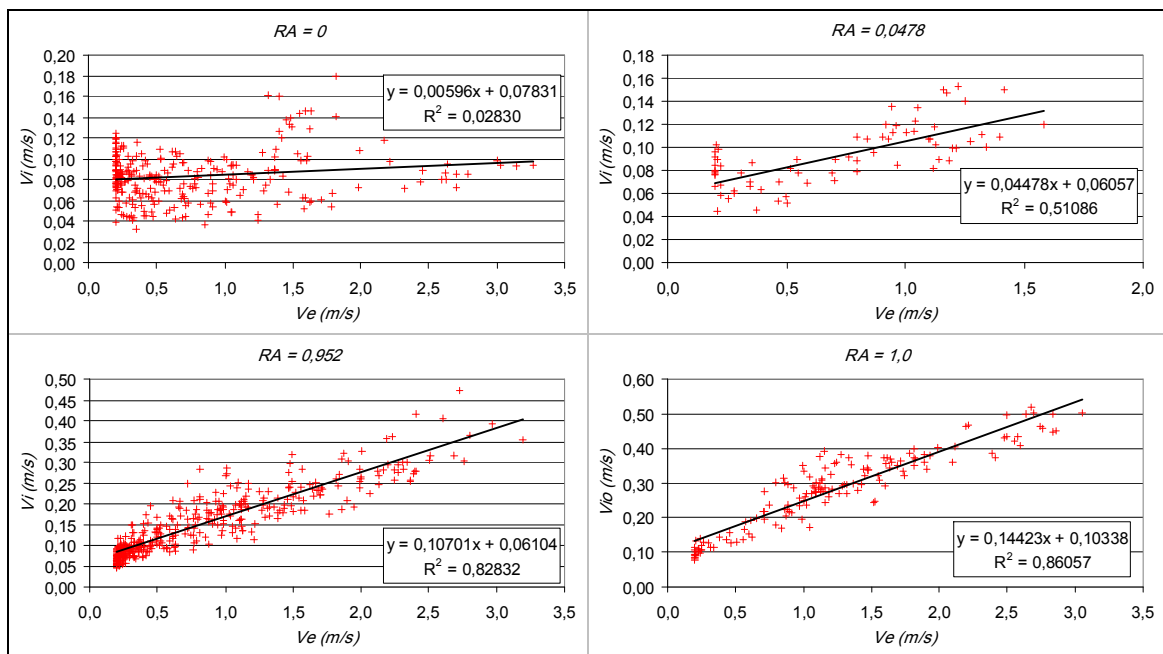 RA = 0
Vi (m/s)
0,20
0,18
0,16
0,14
0,12
0,10
0,08
0,06
0,04
0,02
0,00
y = 0,00596x + 0,07831
R² = 0,02830
0,0 0,5 1,0 1,5 2,0 2,5 3,0 3,5
Ve (m/s)
RA = 0,0478
Vi (m/s)
0,18
0,16
0,14
0,12
0,10
0,08
0,06
0,04
0,02
0,00
y = 0,04478x + 0,06057
R² = 0,51086
0,0 0,5 1,0 1,5 2,0
Ve (m/s)
RA = 0,952
Vi (m/s)
0,50
0,45
0,40
0,35
0,30
0,25
0,20
0,15
0,10
0,05
0,00
y = 0,10701x + 0,06104
R² = 0,82832
0,0 0,5 1,0 1,5 2,0 2,5 3,0 3,5
Ve (m/s)
RA = 1,0
Vio (m/s)
0,60
0,50
0,40
0,30
0,20
0,10
0,00
y = 0,14423x + 0,10338
R² = 0,86057
0,0 0,5 1,0 1,5 2,0 2,5 3,0 3,5
Ve (m/s)